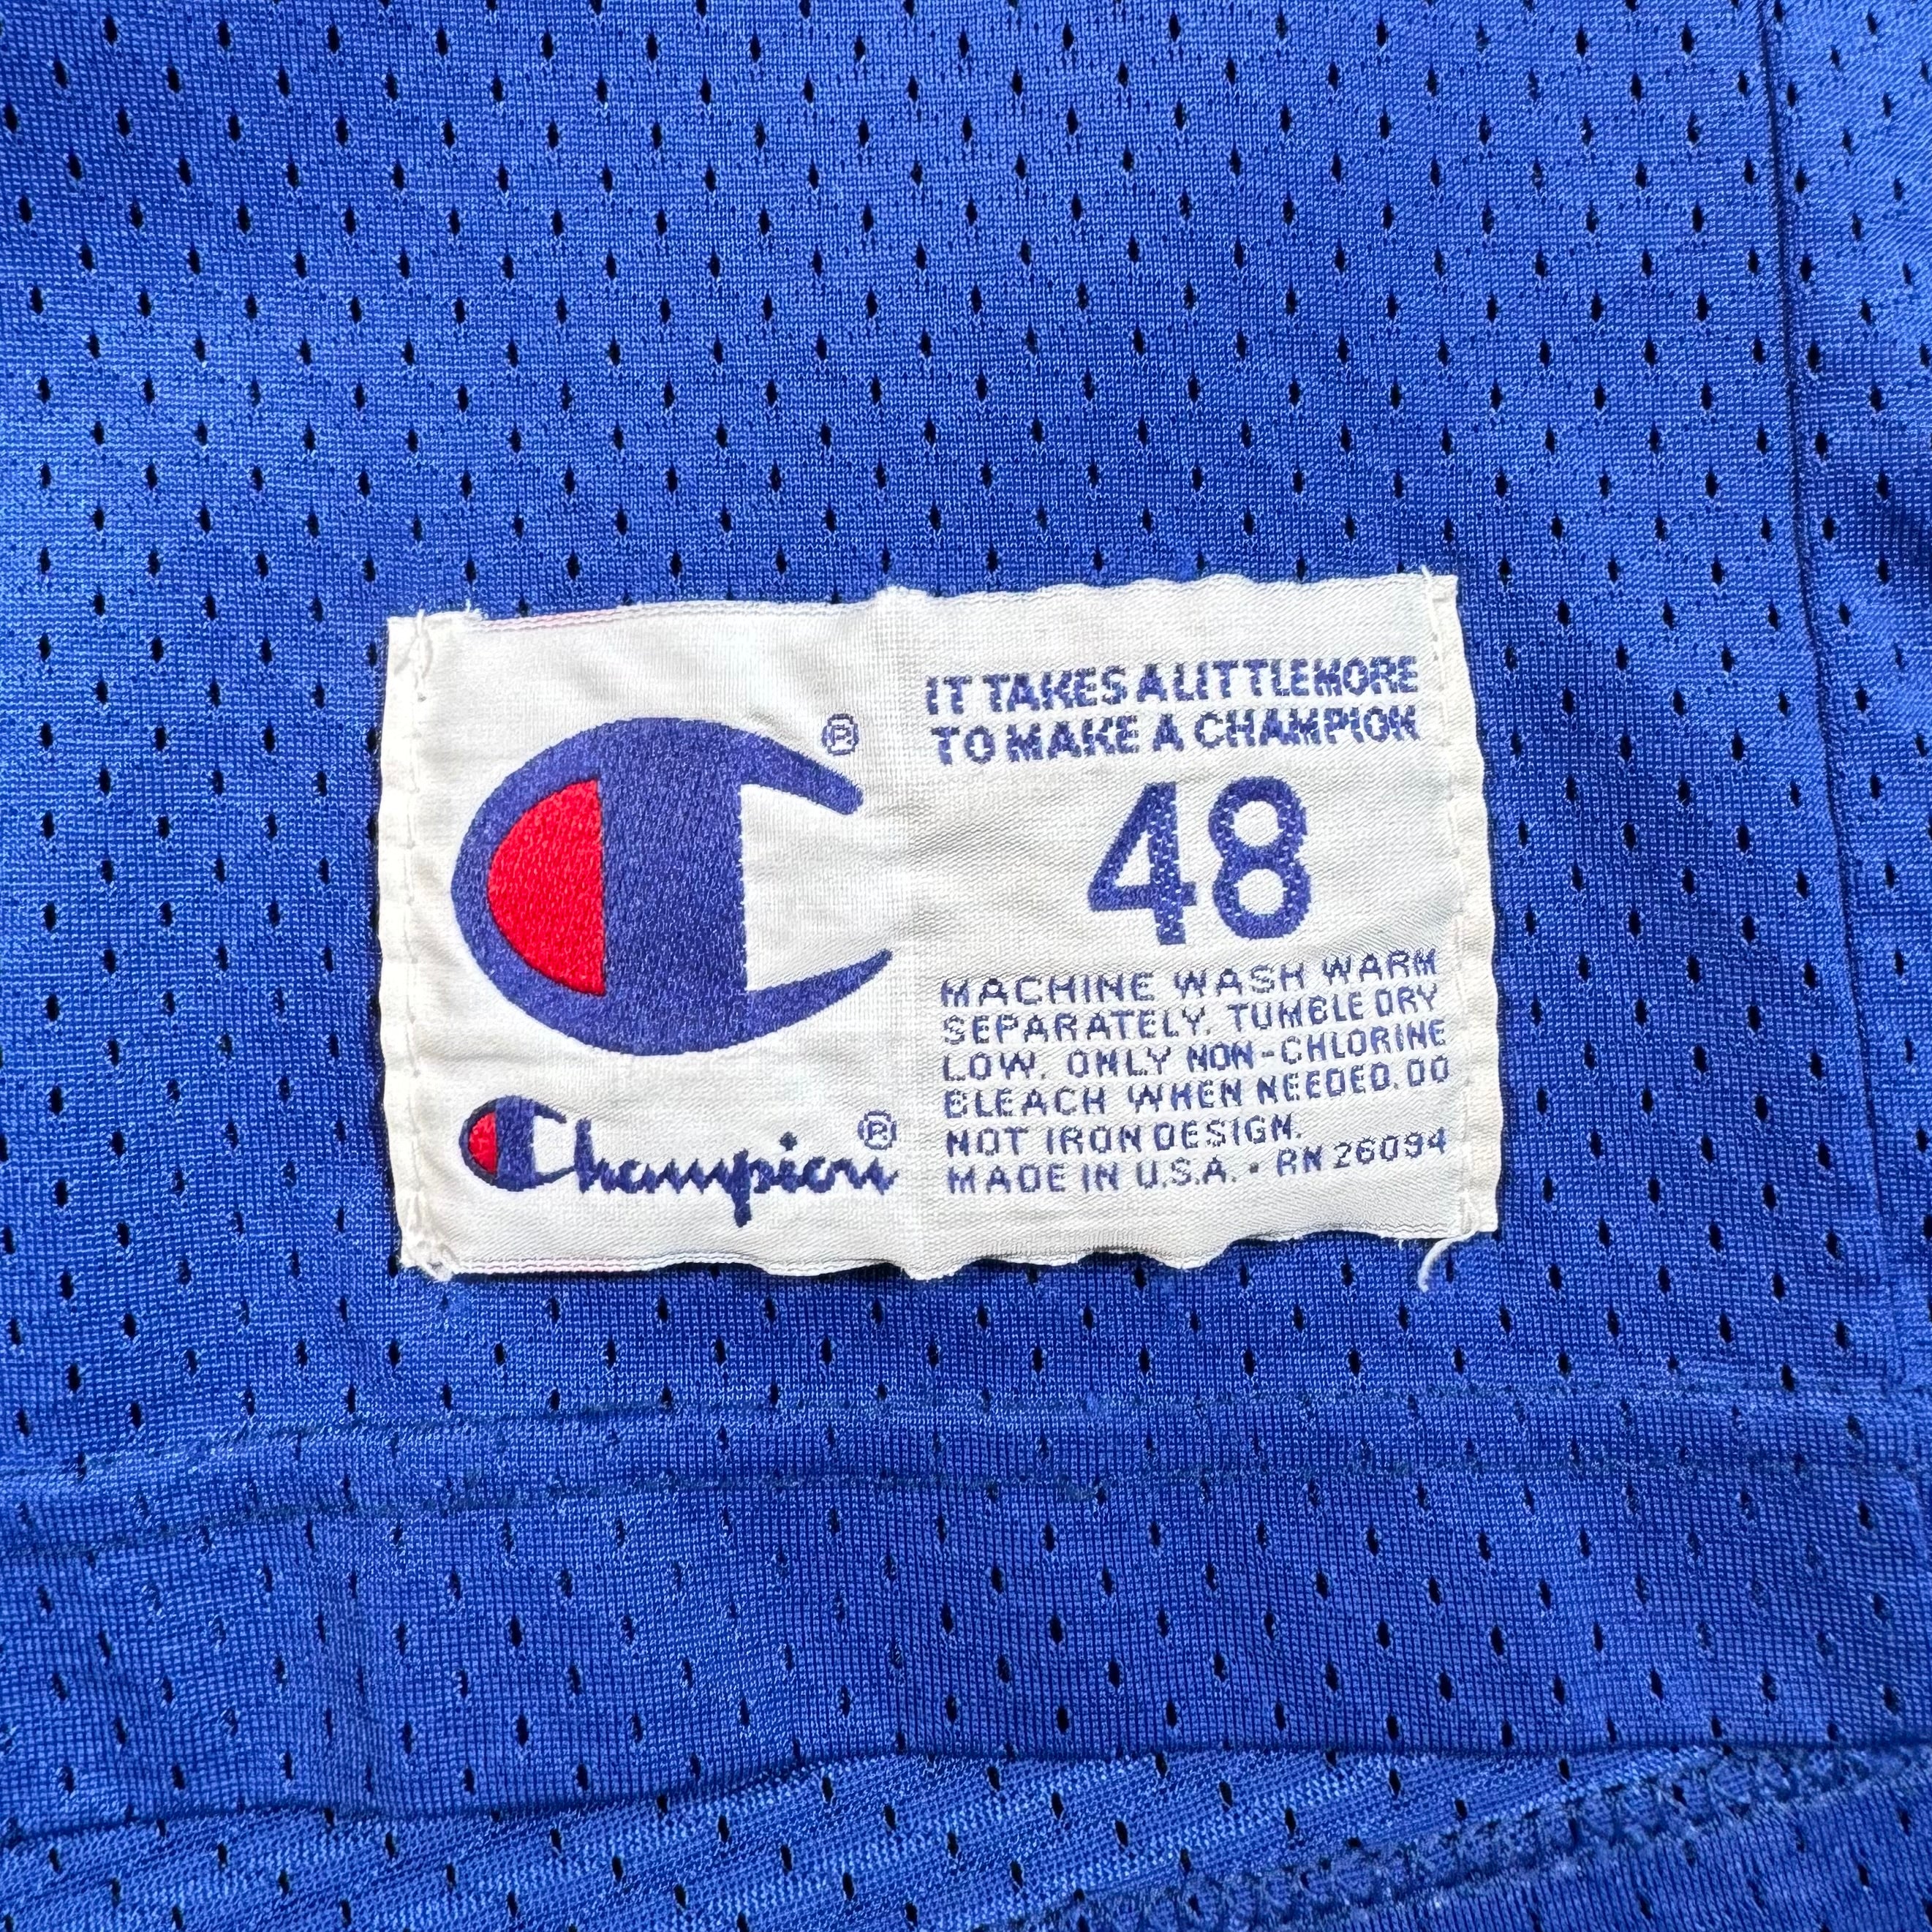 IT TAKES A LITTLE MORE
TO MAKE A CHAMPION
48
MACHINE WASH WARM
SEPARATELY. TUMBLE DRY
LOW. ONLY NON-CHLORINE
BLEACH WHEN NEEDED. DO
NOT IRON DESIGN.
MADE IN U.S.A. • RN 26094
®
Champion®